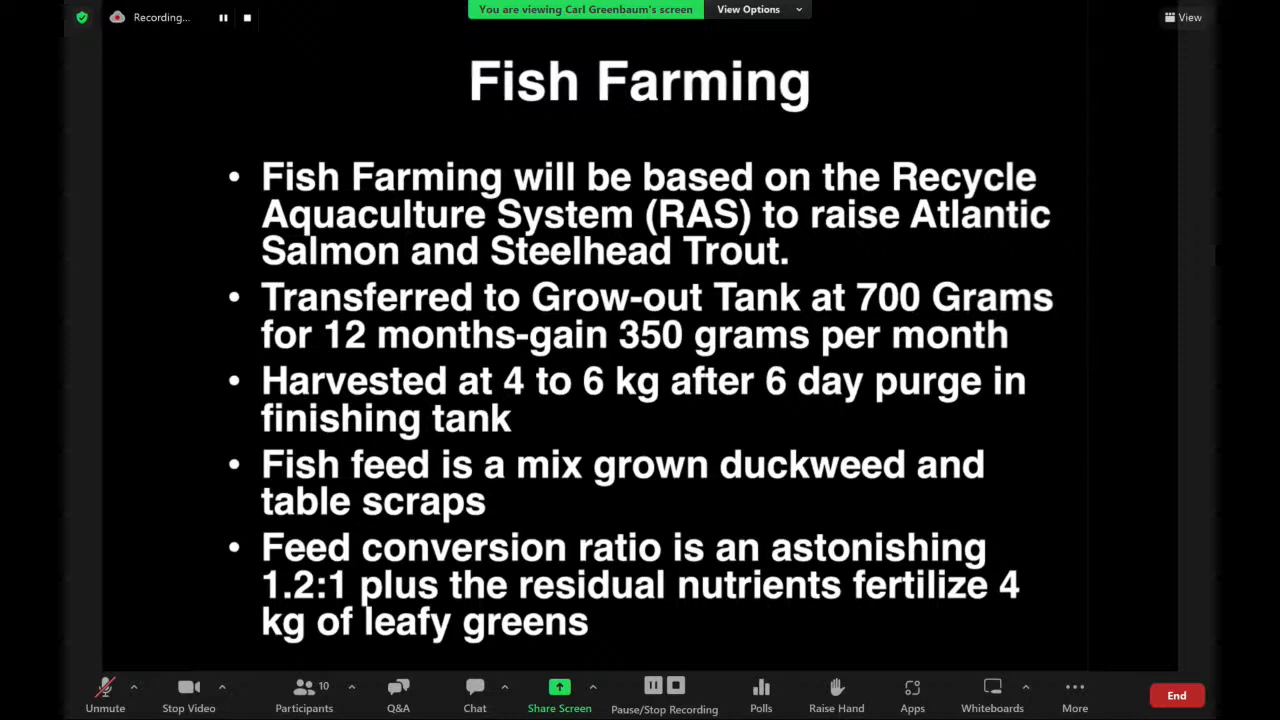 Recording...
You are viewing Carl Greenbaum's screen
View Options
View
Fish Farming
• Fish Farming will be based on the Recycle
Aquaculture System (RAS) to raise Atlantic
Salmon and Steelhead Trout.
• Transferred to Grow-out Tank at 700 Grams
for 12 months-gain 350 grams per month
• Harvested at 4 to 6 kg after 6 day purge in
finishing tank
• Fish feed is a mix grown duckweed and
table scraps
• Feed conversion ratio is an astonishing
1.2:1 plus the residual nutrients fertilize 4
kg of leafy greens
Unmute
Stop Video
10
Participants
Q&A
Chat
Share Screen
Pause/Stop Recording
Polls
Raise Hand
Apps
Whiteboards
More
End